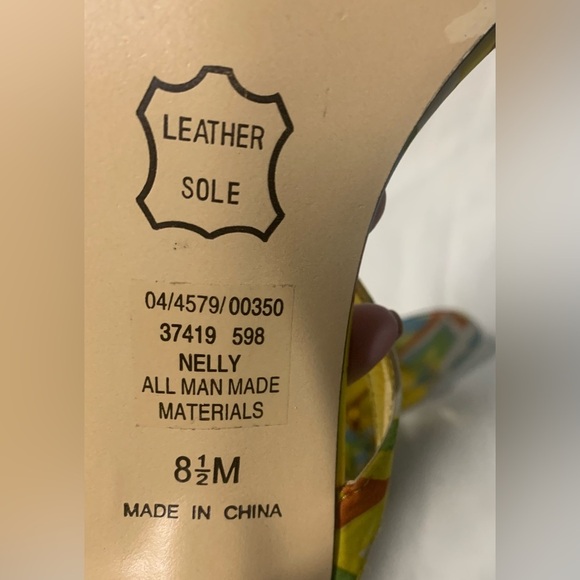 LEATHER
SOLE
04/4579/00350
37419 598
NELLY
ALL MAN MADE
MATERIALS
8½M
MADE IN CHINA